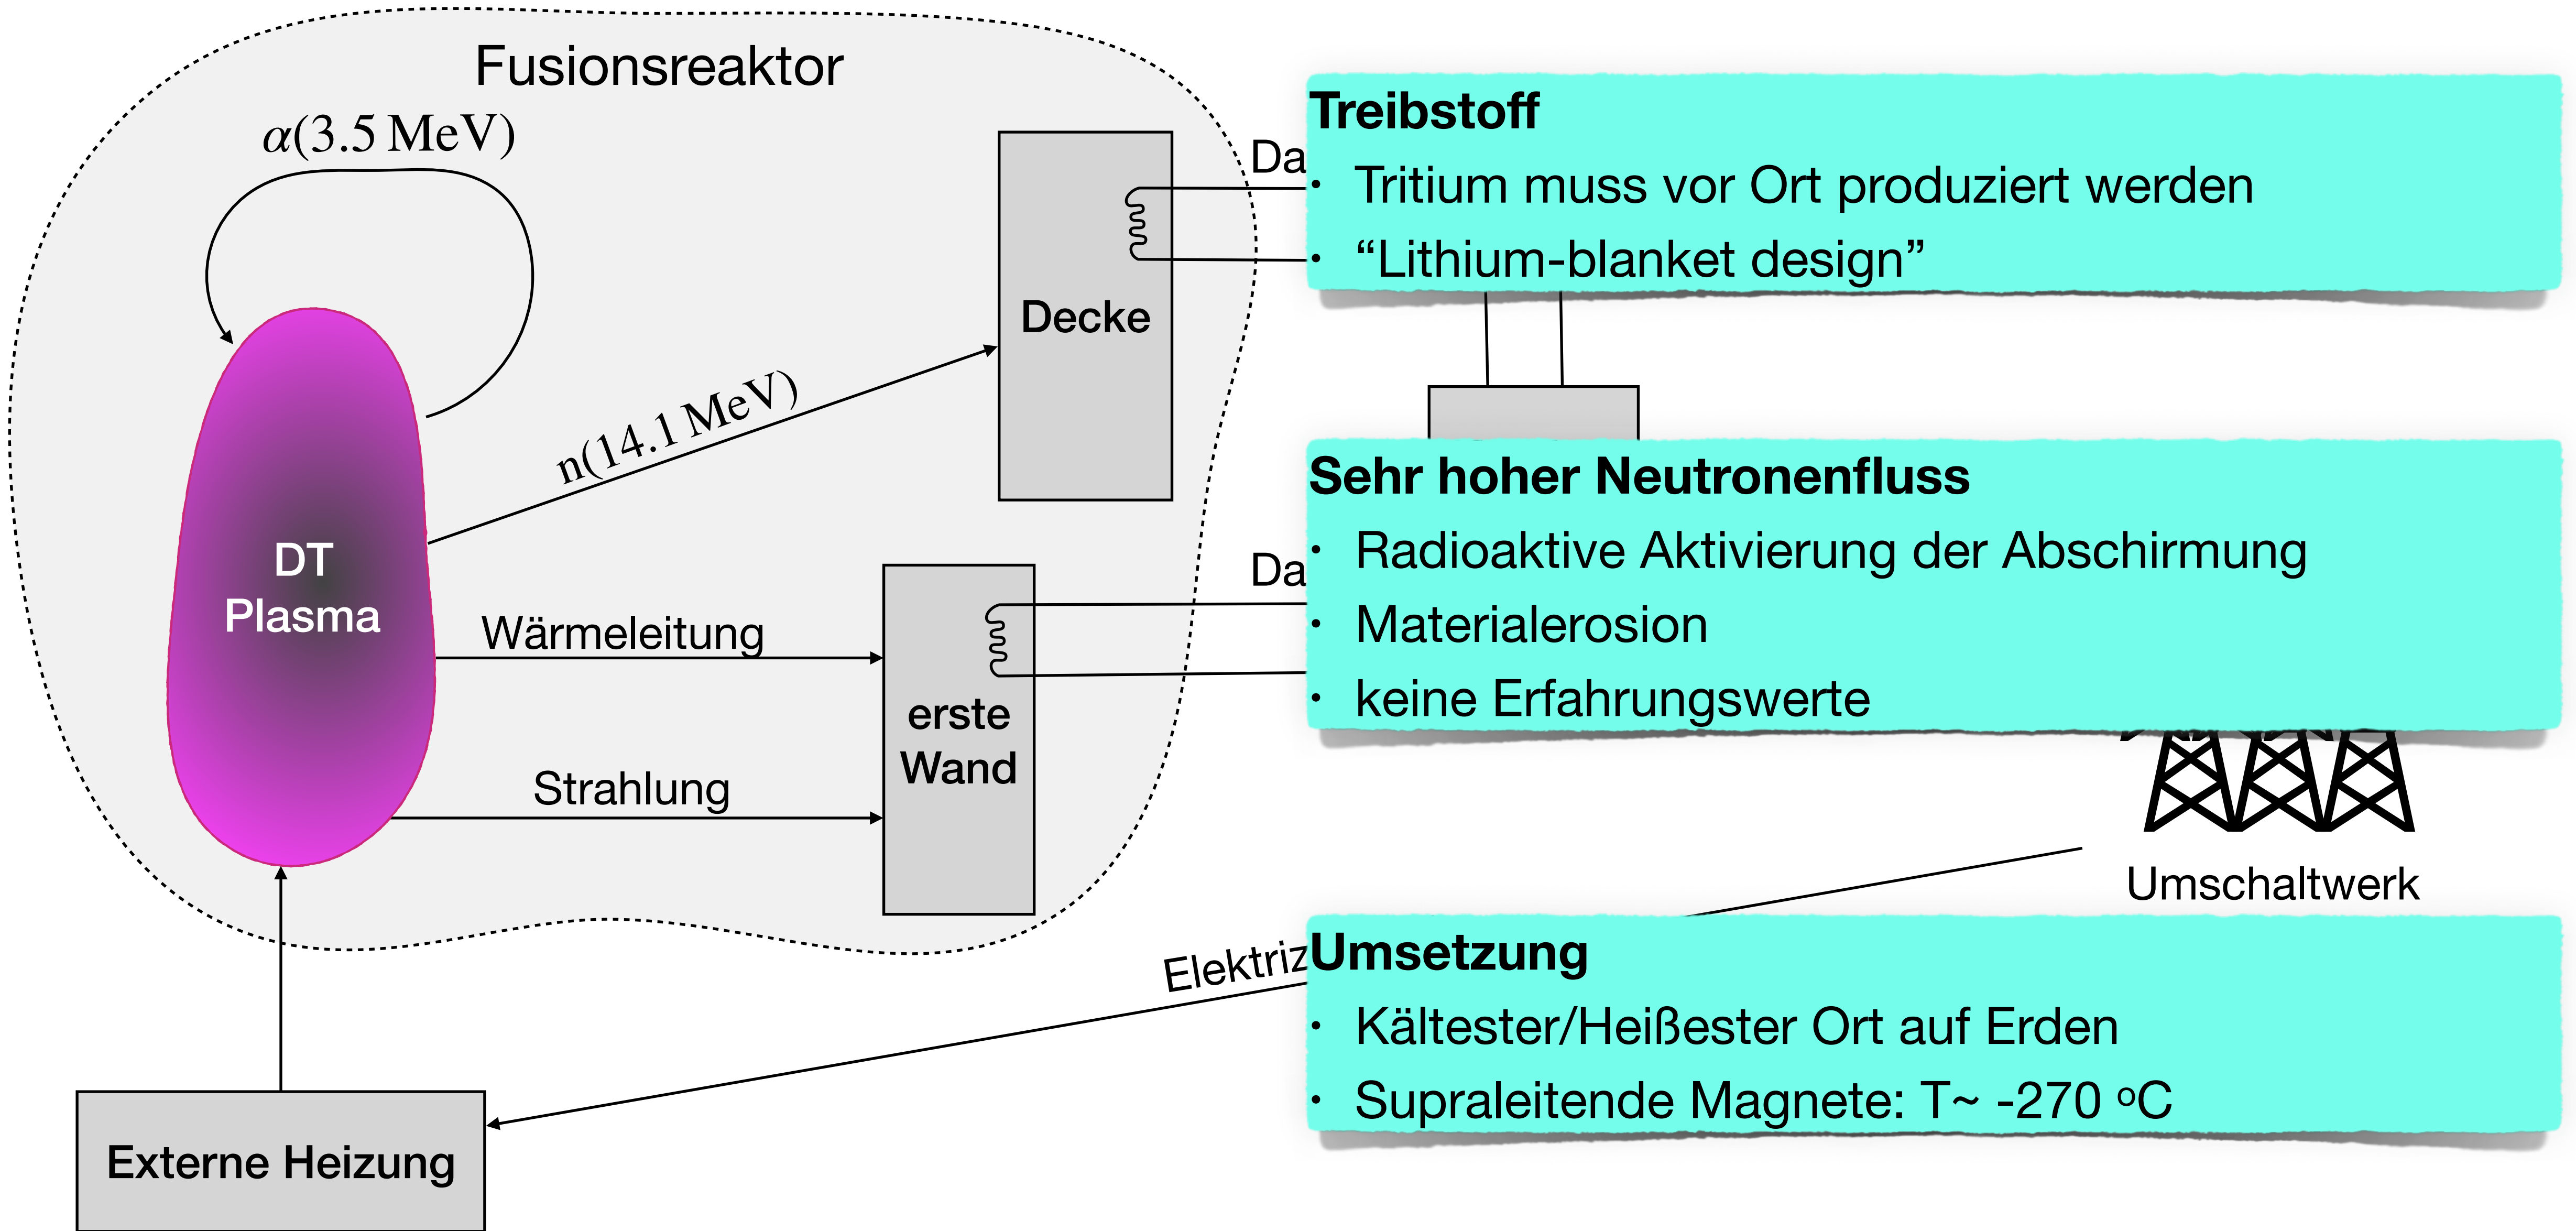 Fusionsreaktor
α(3.5 MeV)
Decke
n(14.1 MeV)
DT
Plasma
Wärmeleitung
Strahlung
erste
Wand
Externe Heizung
Da
Da
Elektriz
Umschaltwerk
Treibstoff
• Tritium muss vor Ort produziert werden
• “Lithium-blanket design”
Sehr hoher Neutronenfluss
• Radioaktive Aktivierung der Abschirmung
• Materialerosion
• keine Erfahrungswerte
Umsetzung
• Kältester/Heißester Ort auf Erden
• Supraleitende Magnete: T~ -270 ºC